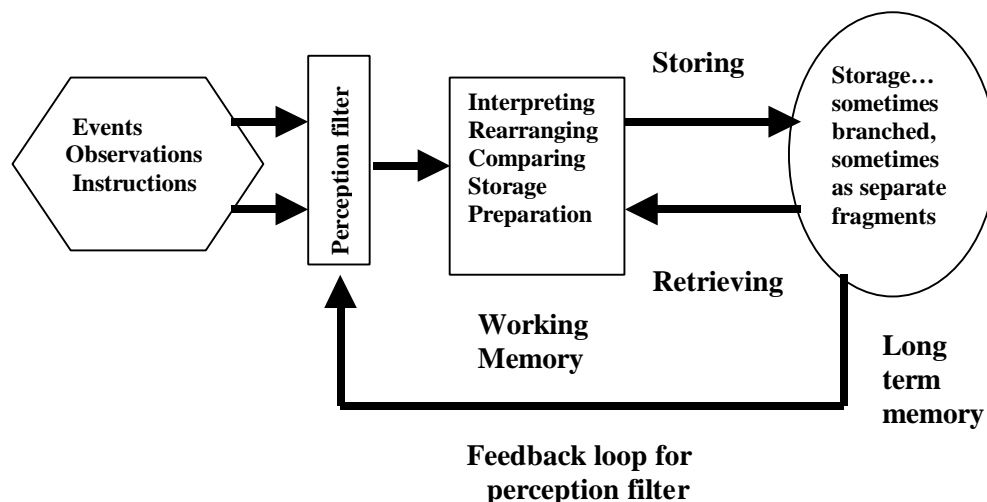 Events
Observations
Instructions
Perception filter
Interpreting
Rearranging
Comparing
Storage
Preparation
Storing
Retrieving
Storage…
sometimes
branched,
sometimes
as separate
fragments
Working
Memory
Long
term
memory
Feedback loop for
perception filter